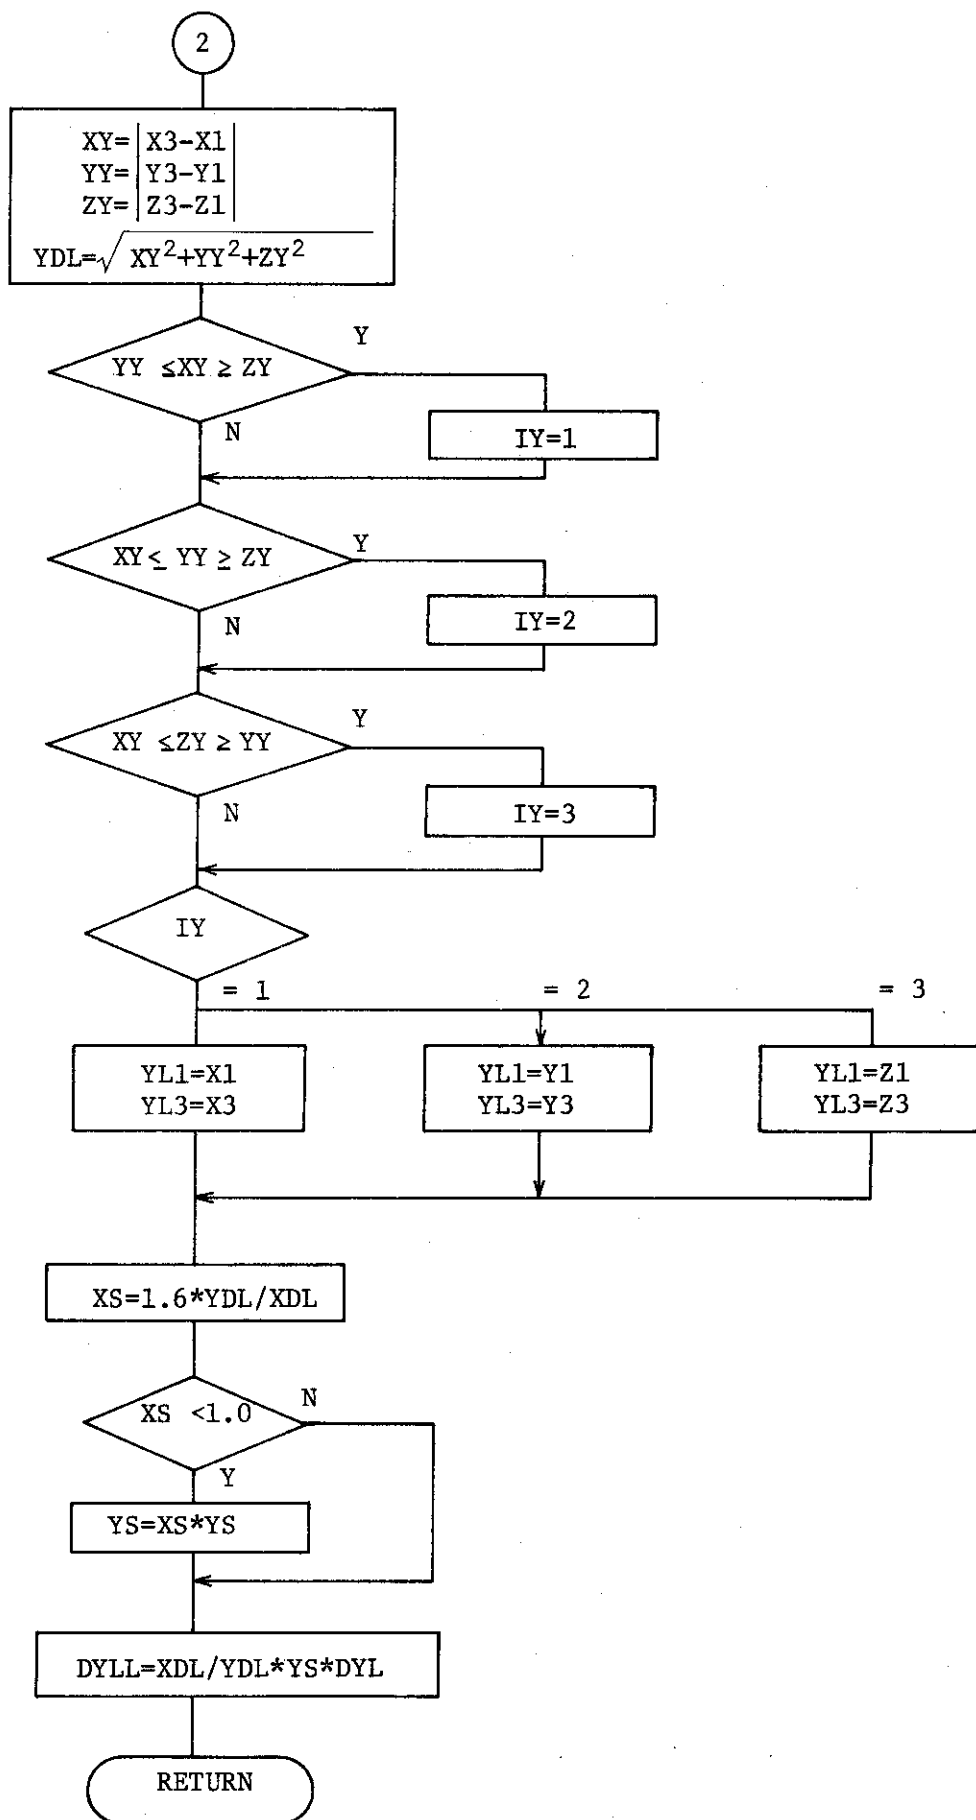 2
XY=|X3-X1|
YY=|Y3-Y1|
ZY=|Z3-Z1|
YDL=√XY²+YY²+ZY²
YY ≤XY ≥ ZY
Y
N
IY=1
XY≤ YY ≥ ZY
Y
N
IY=2
XY ≤ZY ≥ YY
Y
N
IY=3
IY
= 1
= 2
= 3
YL1=X1
YL3=X3
YL1=Y1
YL3=Y3
YL1=Z1
YL3=Z3
XS=1.6*YDL/XDL
XS <1.0
N
Y
YS=XS*YS
DYLL=XDL/YDL*YS*DYL
RETURN